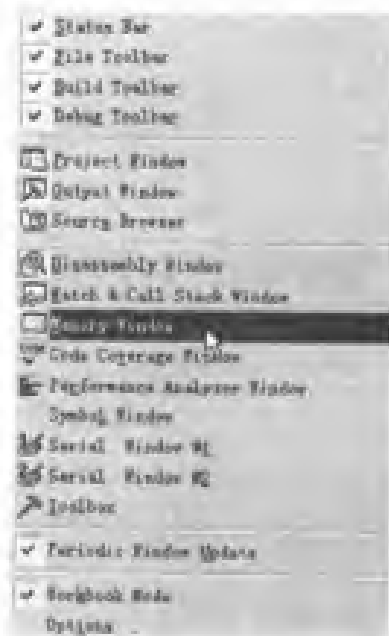 Status Bar
File Toolbar
Build Toolbar
Debug Toolbar
Project Window
Output Window
Source Browser
Disassembly Window
Watch & Call Stack Window
Memory Window
Code Coverage Window
Performance Analyzer Window
Symbol Window
Serial Window #1
Serial Window #2
Toolbox
Periodic Window Update
Workbook Mode
Options